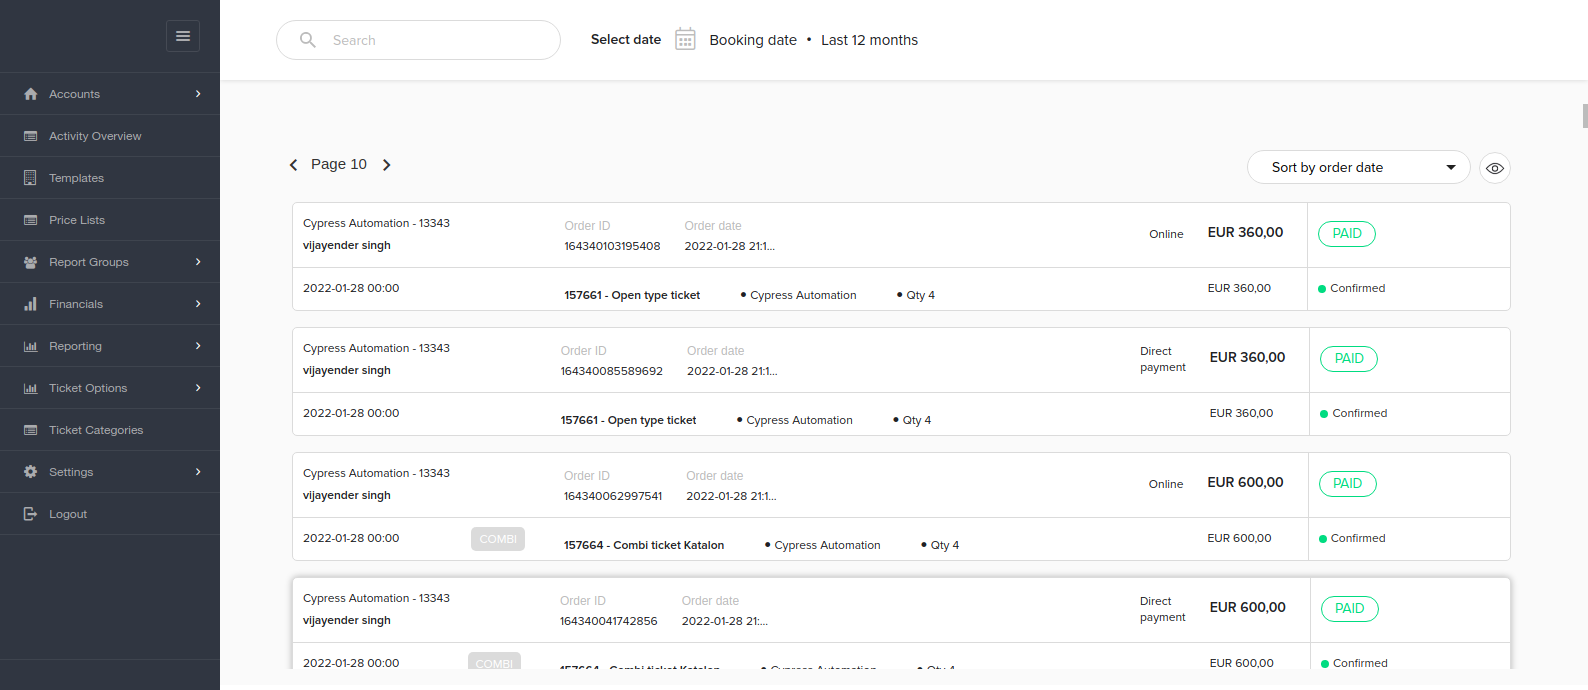 Search
Select date
Booking date • Last 12 months
Accounts
Activity Overview
Templates
Price Lists
Report Groups
Financials
Reporting
Ticket Options
Ticket Categories
Settings
Logout
Page 10
Sort by order date
Cypress Automation - 13343
vijayender singh
Order ID
164340103195408
Order date
2022-01-28 21:1...
Online
EUR 360,00
PAID
2022-01-28 00:00
157661 - Open type ticket
• Cypress Automation
• Qty 4
EUR 360,00
Confirmed
Cypress Automation - 13343
vijayender singh
Order ID
164340085589692
Order date
2022-01-28 21:1...
Direct
payment
EUR 360,00
PAID
2022-01-28 00:00
157661 - Open type ticket
• Cypress Automation
• Qty 4
EUR 360,00
Confirmed
Cypress Automation - 13343
vijayender singh
Order ID
164340062997541
Order date
2022-01-28 21:1...
Online
EUR 600,00
PAID
2022-01-28 00:00
COMBI
157664 - Combi ticket Katalon
• Cypress Automation
• Qty 4
EUR 600,00
Confirmed
Cypress Automation - 13343
vijayender singh
Order ID
164340041742856
Order date
2022-01-28 21:...
Direct
payment
EUR 600,00
PAID
2022-01-28 00:00
COMBI
157664 - Combi ticket Katalon
• Cypress Automation
• Qty 4
EUR 600,00
Confirmed